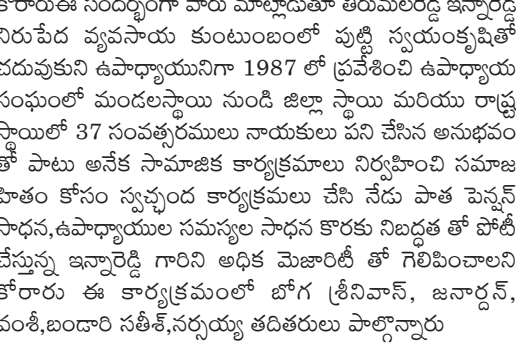 కోరారుఈ సందర్భంగా వారు మాట్లాడుతూ తిరుమలరెడ్డి ఇన్నారెడ్డి
నిరుపేద వ్యవసాయ కుంటుంబంలో పుట్టి స్వయంకృషితో
చదువుకుని ఉపాధ్యాయునిగా 1987 లో ప్రవేశించి ఉపాధ్యాయ
సంఘంలో మండలస్థాయి నుండి జిల్లా స్థాయి మరియు రాష్ట్ర
స్థాయిలో 37 సంవత్సరములు నాయకులు పని చేసిన అనుభవం
తో పాటు అనేక సామాజిక కార్యక్రమాలు నిర్వహించి సమాజ
హితం కోసం స్వచ్ఛంద కార్యక్రమలు చేసి నేడు పాత పెన్షన్
సాధన,ఉపాధ్యాయుల సమస్యల సాధన కొరకు నిబద్ధత తో పోటీ
చేస్తున్న ఇన్నారెడ్డి గారిని అధిక మెజారిటీ తో గెలిపించాలని
కోరారు ఈ కార్యక్రమంలో బోగ శ్రీనివాస్, జనార్దన్,
వంశీ,బండారి సతీశ్,నర్సయ్య తదితరులు పాల్గొన్నారు